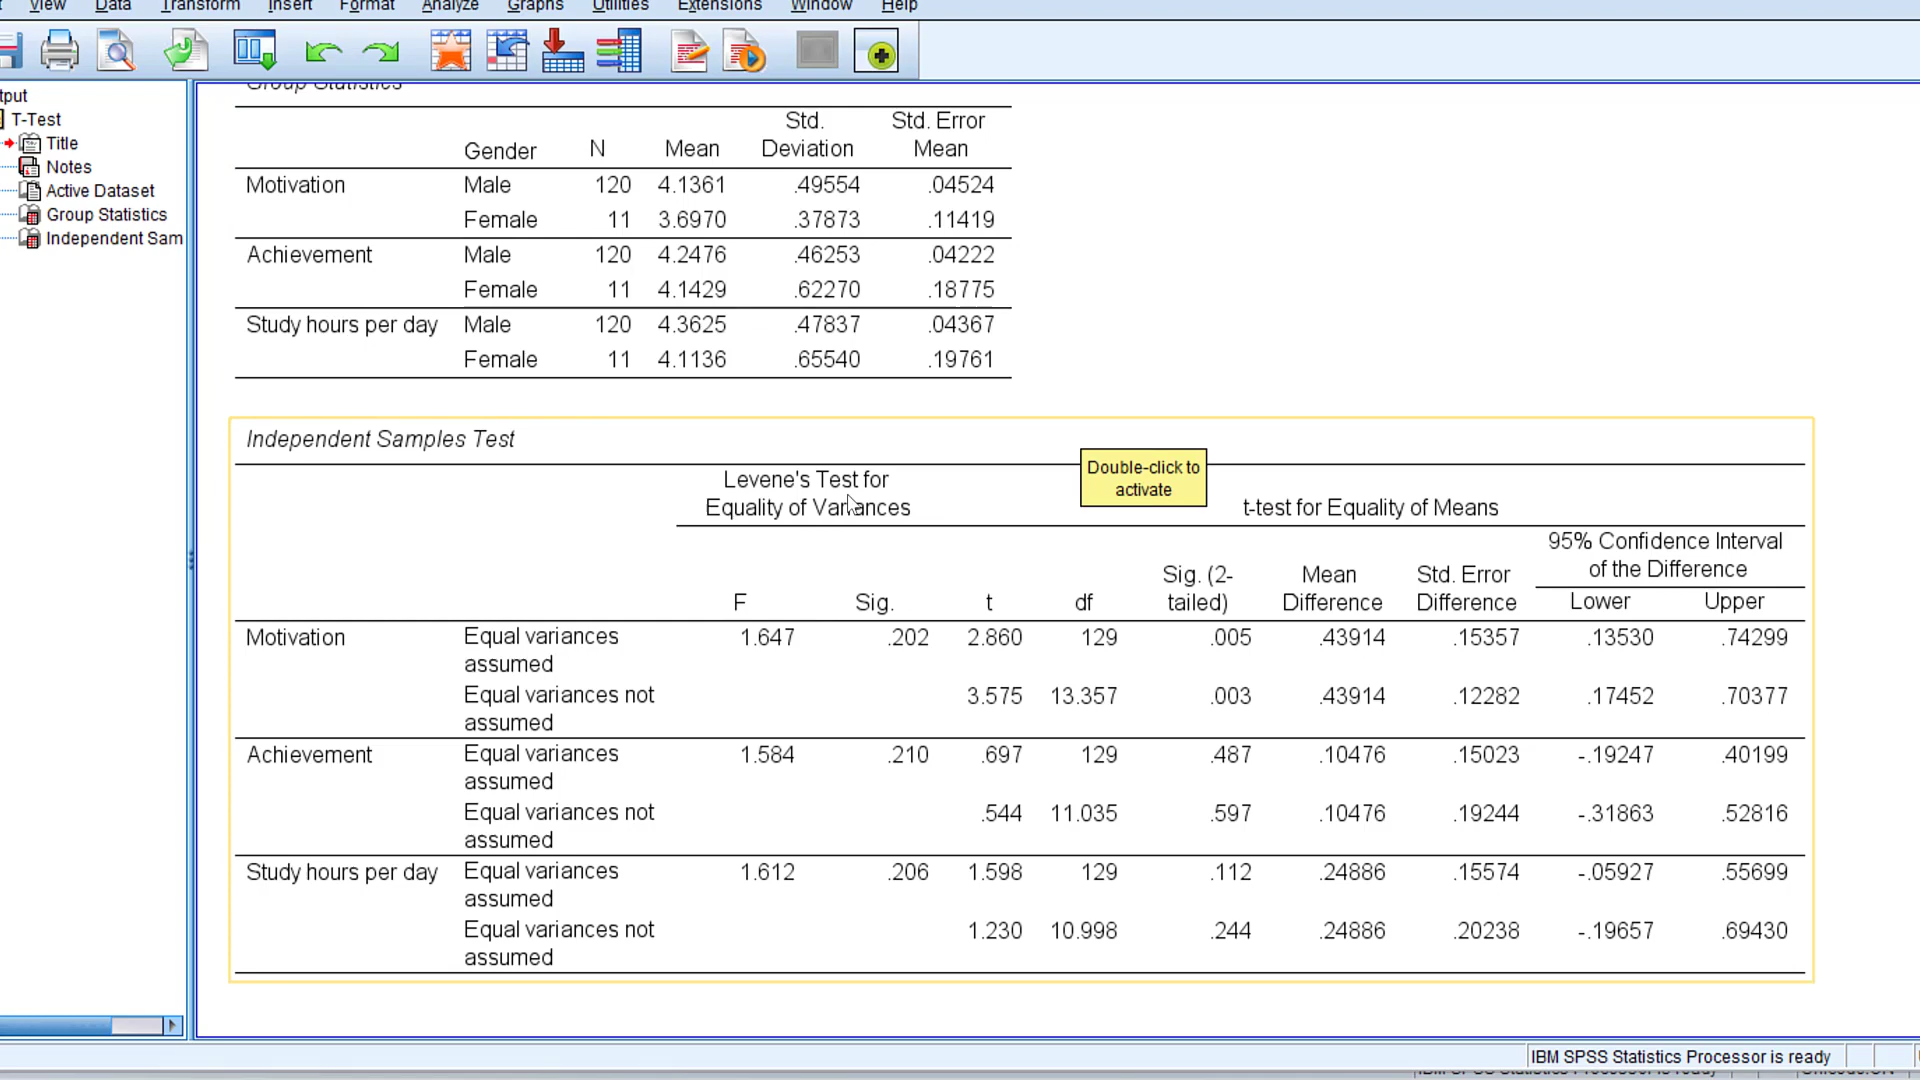 View Data Transform Insert Format Analyze Graphs Utilities Extensions Window Help
tput
T-Test
Title
Notes
Active Dataset
Group Statistics
Independent Sam
Group Statistics
Gender N Mean Std. Deviation Std. Error Mean
Motivation Male 120 4.1361 .49554 .04524
Female 11 3.6970 .37873 .11419
Achievement Male 120 4.2476 .46253 .04222
Female 11 4.1429 .62270 .18775
Study hours per day Male 120 4.3625 .47837 .04367
Female 11 4.1136 .65540 .19761
Independent Samples Test
Double-click to
activate
Levene's Test for
Equality of Variances t-test for Equality of Means
95% Confidence Interval
of the Difference
F Sig. t df Sig. (2-tailed) Mean Difference Std. Error Difference Lower Upper
Motivation Equal variances assumed 1.647 .202 2.860 129 .005 .43914 .15357 .13530 .74299
Equal variances not assumed 3.575 13.357 .003 .43914 .12282 .17452 .70377
Achievement Equal variances assumed 1.584 .210 .697 129 .487 .10476 .15023 -.19247 .40199
Equal variances not assumed .544 11.035 .597 .10476 .19244 -.31863 .52816
Study hours per day Equal variances assumed 1.612 .206 1.598 129 .112 .24886 .15574 -.05927 .55699
Equal variances not assumed 1.230 10.998 .244 .24886 .20238 -.19657 .69430
IBM SPSS Statistics Processor is ready